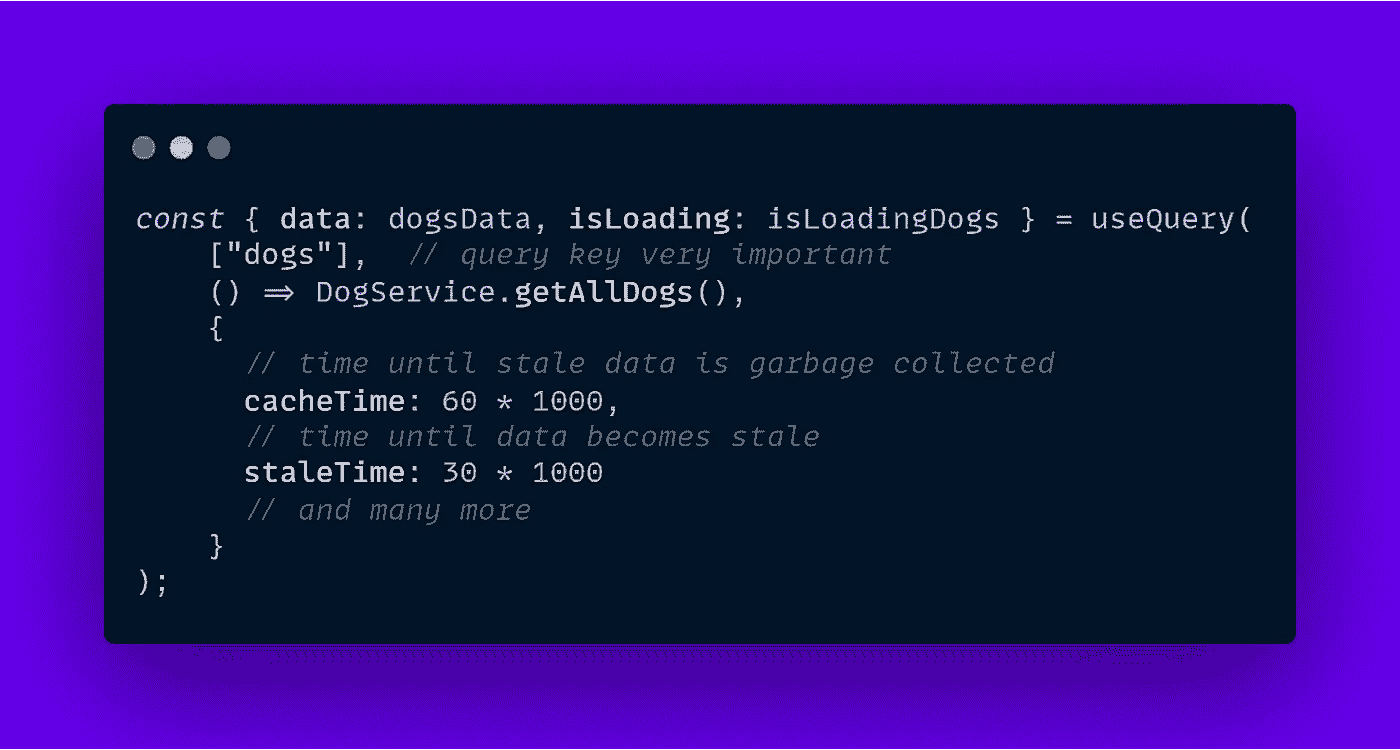 const { data: dogsData, isLoading: isLoadingDogs } = useQuery(
["dogs"], // query key very important
() => DogService.getAllDogs(),
{
// time until stale data is garbage collected
cacheTime: 60 * 1000,
// time until data becomes stale
staleTime: 30 * 1000
// and many more
}
);